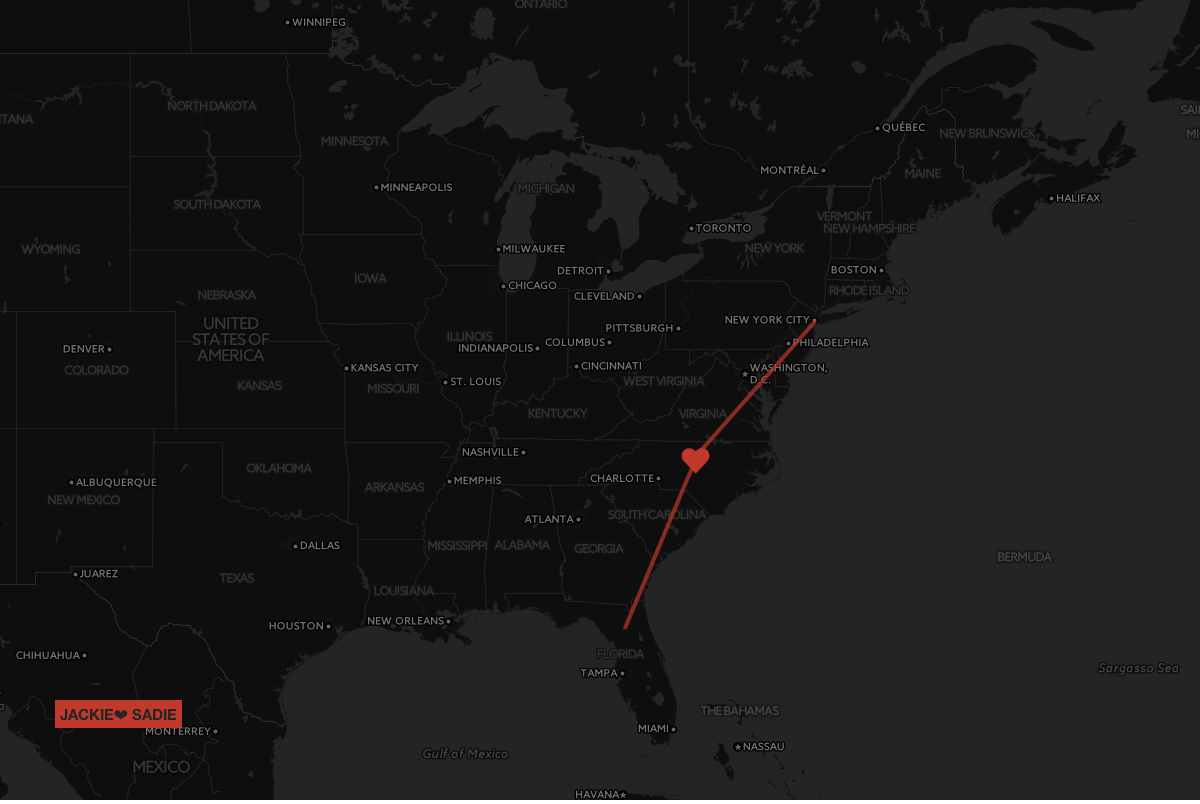 ONTARIO
WINNIPEG
NORTH DAKOTA
TANA
MINNESOTA
QUÉBEC
NEW BRUNSWICK
MONTRÉAL
MAINE
MINNEAPOLIS
MICHIGAN
HALIFAX
SOUTH DAKOTA
VERMONT
NEW HAMPSHIRE
TORONTO
WYOMING
MILWAUKEE
NEW YORK
DETROIT
BOSTON
IOWA
CHICAGO
RHODE ISLAND
NEBRASKA
CLEVELAND
NEW YORK CITY
UNITED
STATES OF
AMERICA
PITTSBURGH
ILLINOIS
COLUMBUS
PHILADELPHIA
DENVER
INDIANAPOLIS
COLORADO
KANSAS CITY
CINCINNATI
WASHINGTON,
D.C.
KANSAS
MISSOURI
ST. LOUIS
WEST VIRGINIA
KENTUCKY
VIRGINIA
NASHVILLE
OKLAHOMA
ALBUQUERQUE
MEMPHIS
CHARLOTTE
NEW MEXICO
ARKANSAS
ATLANTA
SOUTH CAROLINA
DALLAS
MISSISSIPPI
ALABAMA
GEORGIA
BERMUDA
JUAREZ
TEXAS
LOUISIANA
HOUSTON
NEW ORLEANS
CHIHUAHUA
FLORIDA
TAMPA
Sargasso Sea
JACKIE❤ SADIE
THE BAHAMAS
MONTERREY
MIAMI
NASSAU
Gulf of Mexico
MEXICO
HAVANA